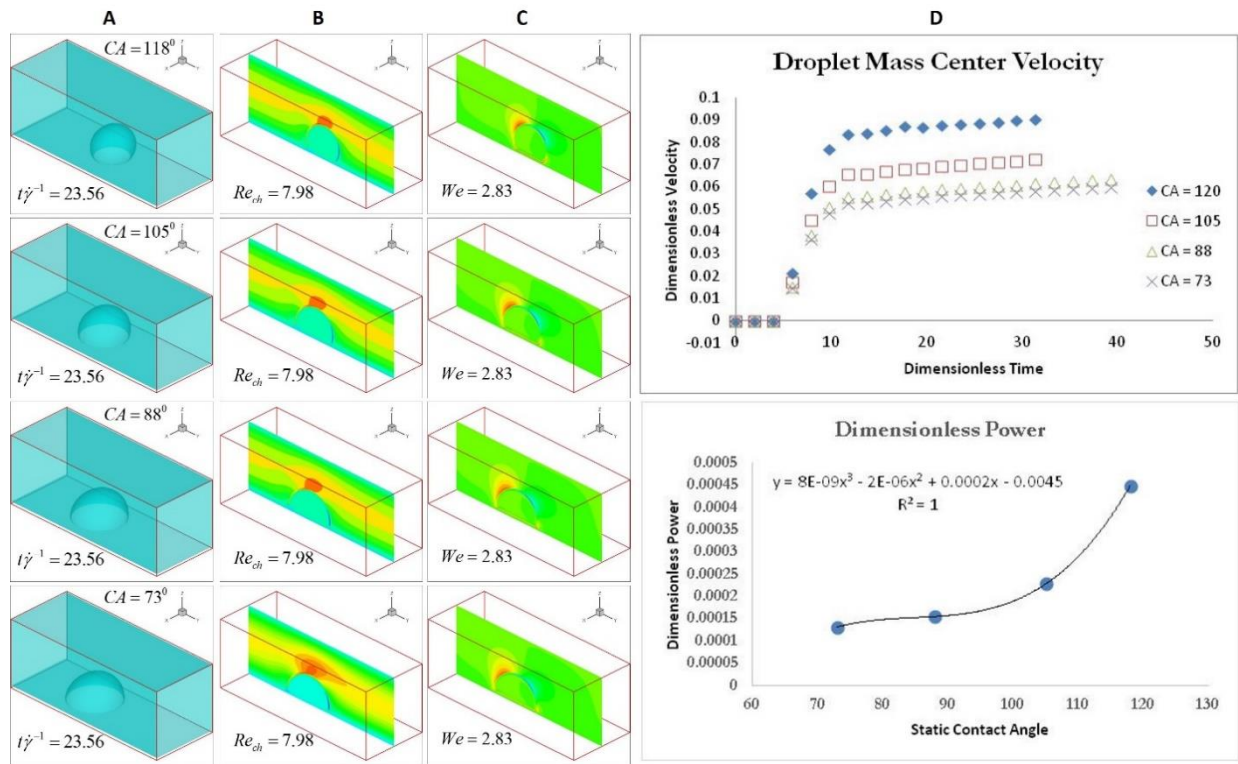 A B C D
CA = 118⁰
tγ̇⁻¹ = 23.56
Re_ch = 7.98
We = 2.83
CA = 105⁰
tγ̇⁻¹ = 23.56
Re_ch = 7.98
We = 2.83
CA = 88⁰
tγ̇⁻¹ = 23.56
Re_ch = 7.98
We = 2.83
CA = 73⁰
tγ̇⁻¹ = 23.56
Re_ch = 7.98
We = 2.83
Droplet Mass Center Velocity
Dimensionless Velocity
0.1
0.09
0.08
0.07
0.06
0.05
0.04
0.03
0.02
0.01
0
-0.01
0 10 20 30 40 50
Dimensionless Time
CA = 120
CA = 105
CA = 88
CA = 73
Dimensionless Power
Dimensionless Power
0.0005
0.00045
0.0004
0.00035
0.0003
0.00025
0.0002
0.00015
0.0001
0.00005
0
y = 8E-09x³ - 2E-06x² + 0.0002x - 0.0045
R² = 1
60 70 80 90 100 110 120 130
Static Contact Angle